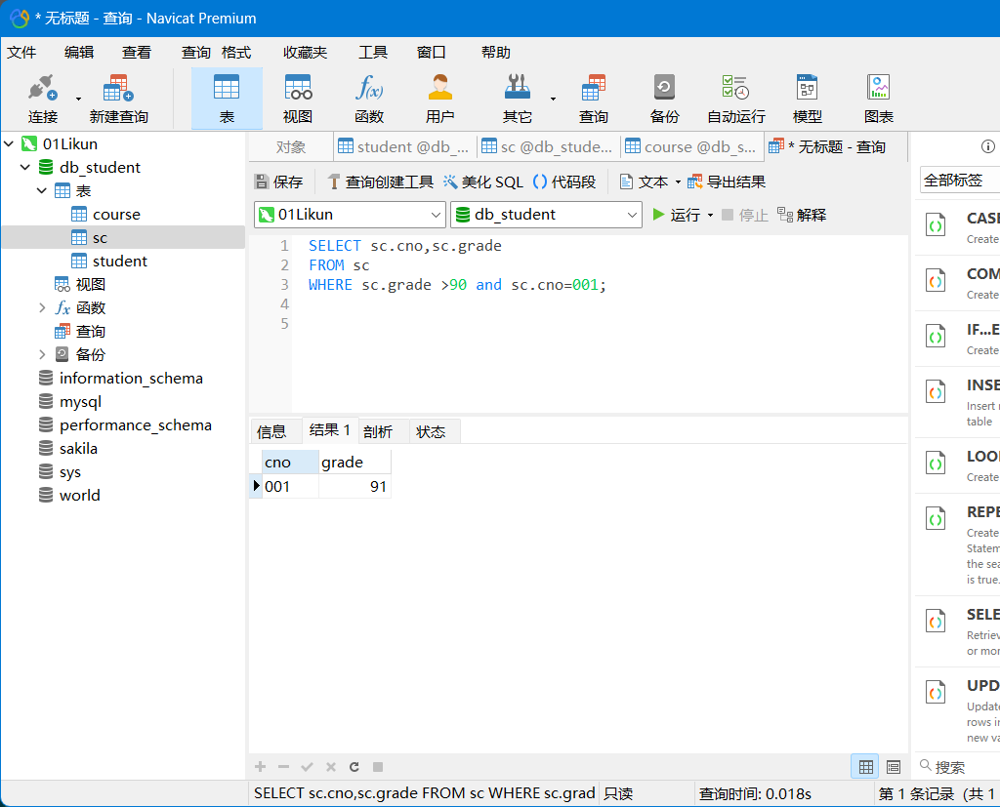 * 无标题 - 查询 - Navicat Premium
文件 编辑 查看 查询 格式 收藏夹 工具 窗口 帮助
连接 新建查询 表 视图 函数 用户 其它 查询 备份 自动运行 模型 图表
01Likun
db_student
表
course
sc
student
视图
函数
查询
备份
information_schema
mysql
performance_schema
sakila
sys
world
对象 student @db_... sc @db_stude... course @db_s... * 无标题 - 查询
保存 查询创建工具 美化 SQL () 代码段 文本 导出结果
01Likun db_student 运行 停止 解释
1 SELECT sc.cno,sc.grade
2 FROM sc
3 WHERE sc.grade >90 and sc.cno=001;
4
5
信息 结果 1 剖析 状态
cno grade
001 91
全部标签
CASE
Create
COM
Create
IF...E
Create
INSE
Insert
table
LOO
Create
REPE
Create
Statem
the sea
is true.
SELE
Retriev
or mor
UPD
Update
rows in
new va
搜索
SELECT sc.cno,sc.grade FROM sc WHERE sc.grad 只读 查询时间: 0.018s 第 1 条记录 (共 1